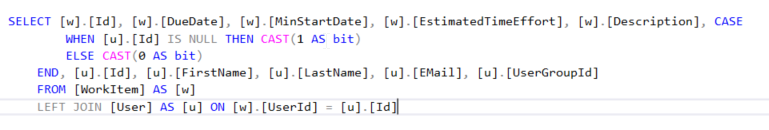 SELECT [w].[Id], [w].[DueDate], [w].[MinStartDate], [w].[EstimatedTimeEffort], [w].[Description], CASE
WHEN [u].[Id] IS NULL THEN CAST(1 AS bit)
ELSE CAST(0 AS bit)
END, [u].[Id], [u].[FirstName], [u].[LastName], [u].[EMail], [u].[UserGroupId]
FROM [WorkItem] AS [w]
LEFT JOIN [User] AS [u] ON [w].[UserId] = [u].[Id]